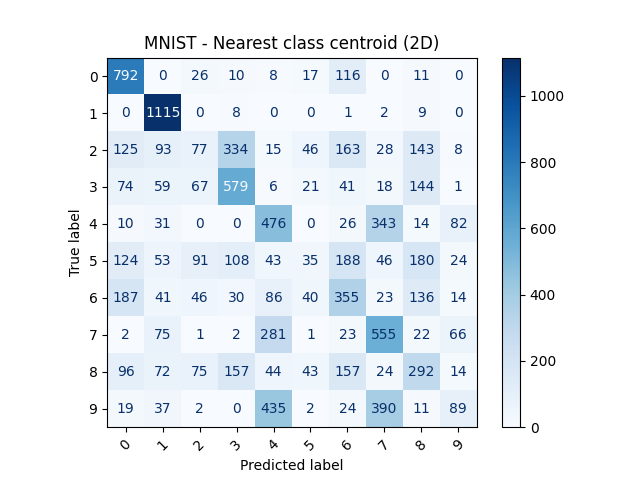 MNIST - Nearest class centroid (2D)
0 792 0 26 10 8 17 116 0 11 0
1 0 1115 0 8 0 0 1 2 9 0
2 125 93 77 334 15 46 163 28 143 8
3 74 59 67 579 6 21 41 18 144 1
4 10 31 0 0 476 0 26 343 14 82
5 124 53 91 108 43 35 188 46 180 24
6 187 41 46 30 86 40 355 23 136 14
7 2 75 1 2 281 1 23 555 22 66
8 96 72 75 157 44 43 157 24 292 14
9 19 37 2 0 435 2 24 390 11 89
0 1 2 3 4 5 6 7 8 9
Predicted label
True label
1000
800
600
400
200
0